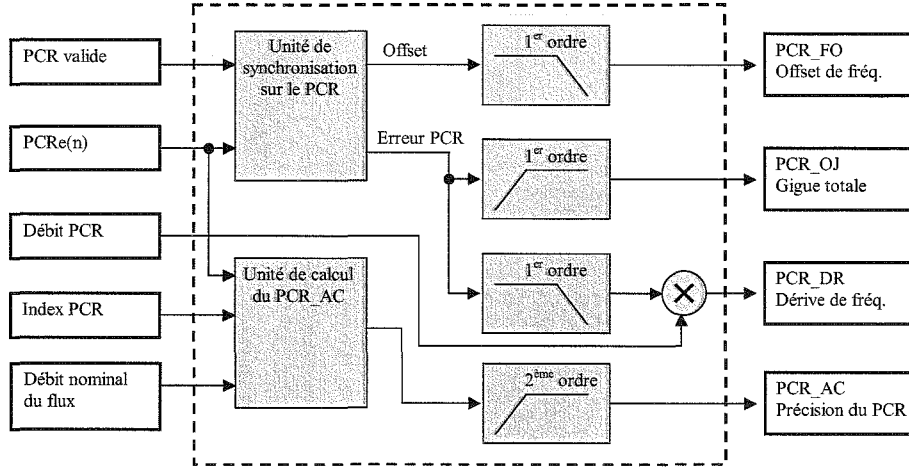 PCR valide
PCRe(n)
Débit PCR
Index PCR
Débit nominal
du flux
Unité de
synchronisation
sur le PCR
Unité de calcul
du PCR_AC
Offset
Erreur PCR
1er ordre
1er ordre
1er ordre
2ème ordre
PCR_FO
Offset de fréq.
PCR_OJ
Gigue totale
PCR_DR
Dérive de fréq.
PCR_AC
Précision du PCR